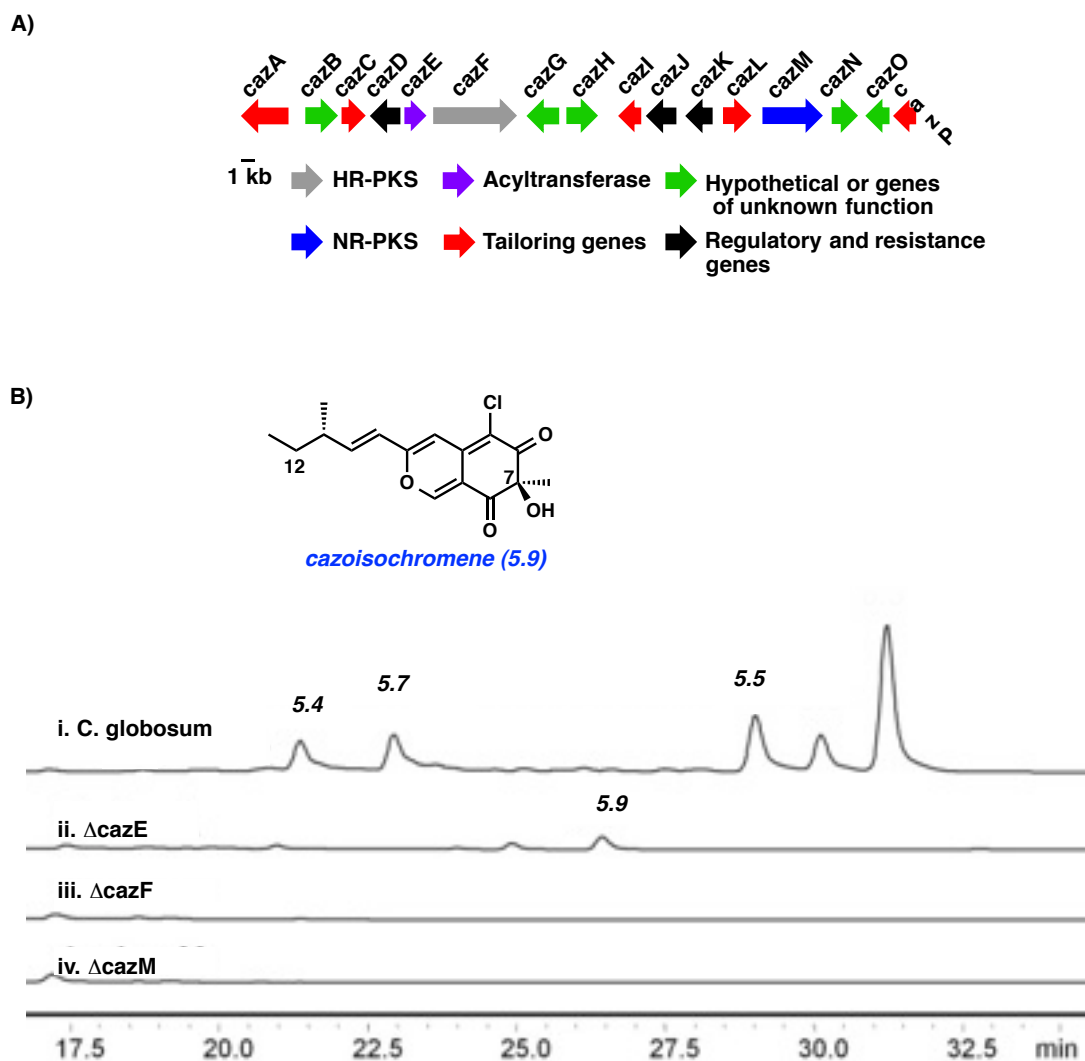 A)
cazA cazB cazC cazD cazE cazF cazG cazH cazI cazJ cazK cazL cazM cazN cazO cazP
1 kb HR-PKS Acyltransferase Hypothetical or genes
of unknown function
NR-PKS Tailoring genes Regulatory and resistance
genes
B)
Cl
O
12
7
O
OH
O
cazoisochromene (5.9)
5.4 5.7 5.5
i. C. globosum
5.9
ii. ΔcazE
iii. ΔcazF
iv. ΔcazM
17.5 20.0 22.5 25.0 27.5 30.0 32.5 min